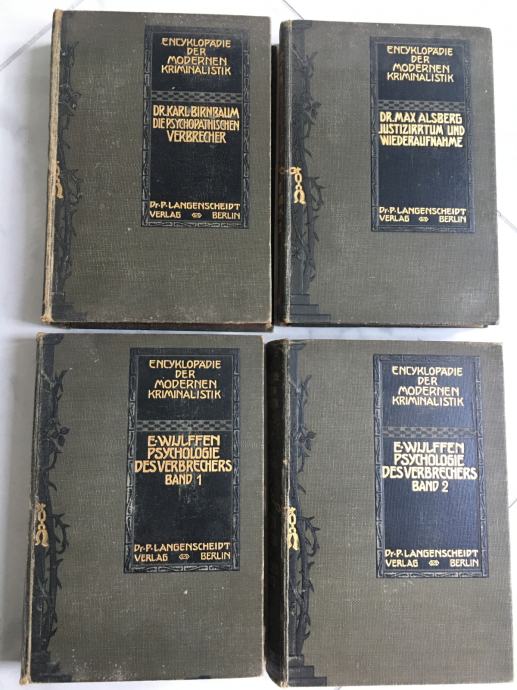 ENCYKLOPÄDIE
DER
MODERNEN
KRIMINALISTIK
DR. KARL BIRNBAUM
DIE PSYCHOPATHISCHEN
VERBRECHER
Dr. P. LANGENSCHEIDT
VERLAG BERLIN
ENCYKLOPÄDIE
DER
MODERNEN
KRIMINALISTIK
DR. MAX ALSBERG
JUSTIZIRRTUM UND
WIEDERAUFNAHME
Dr. P. LANGENSCHEIDT
VERLAG BERLIN
ENCYKLOPÄDIE
DER
MODERNEN
KRIMINALISTIK
E. WULFFEN
PSYCHOLOGIE
DES VERBRECHERS
BAND 1
Dr. P. LANGENSCHEIDT
VERLAG BERLIN
ENCYKLOPÄDIE
DER
MODERNEN
KRIMINALISTIK
E. WULFFEN
PSYCHOLOGIE
DES VERBRECHERS
BAND 2
Dr. P. LANGENSCHEIDT
VERLAG BERLIN